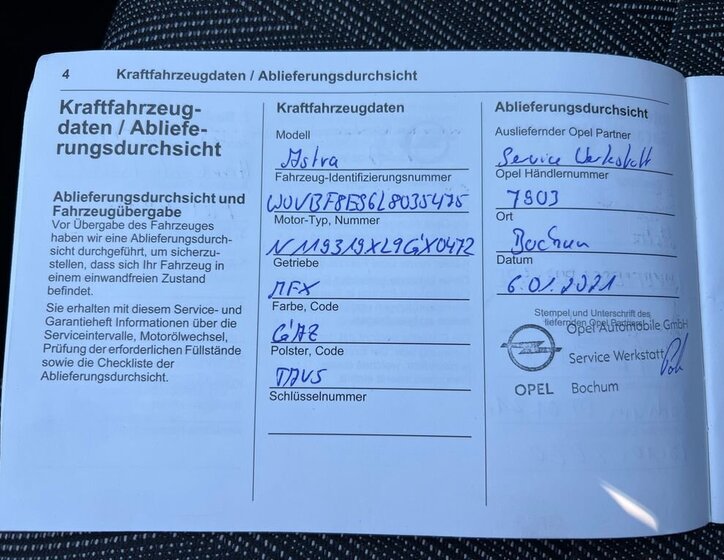 4 Kraftfahrzeugdaten / Ablieferungsdurchsicht
Kraftfahrzeug-
daten / Abliefe-
rungsdurchsicht
Ablieferungsdurchsicht und
Fahrzeugübergabe
Vor Übergabe des Fahrzeuges
haben wir eine Ablieferungsdurch-
sicht durchgeführt, um sicherzu-
stellen, dass sich Ihr Fahrzeug in
einem einwandfreien Zustand
befindet.
Sie erhalten mit diesem Service- und
Garantieheft Informationen über die
Serviceintervalle, Motorölwechsel,
Prüfung der erforderlichen Füllstände
sowie die Checkliste der
Ablieferungsdurchsicht.
Kraftfahrzeugdaten
Modell
Astra
Fahrzeug-Identifizierungsnummer
W0VBF8ES6L8035475
Motor-Typ, Nummer
Getriebe
MFX
Farbe, Code
GAZ
Polster, Code
Schlüsselnummer
Ablieferungsdurchsicht
Ausliefernder Opel Partner
Service Werkstatt
Opel Händlernummer
7903
Ort
Bochum
Datum
6.01.2021
Stempel und Unterschrift des
liefernden Opel Partners
Opel Automobile GmbH
Service Werkstatt
OPEL Bochum